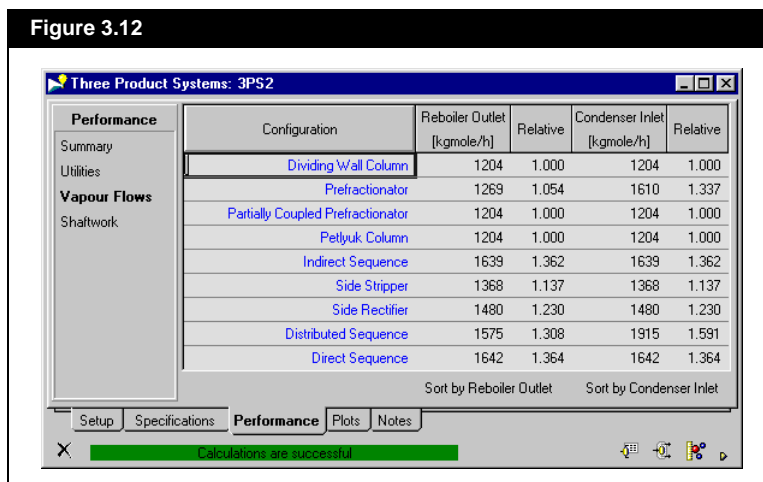 Figure 3.12
Three Product Systems: 3PS2
Performance
Summary
Utilities
Vapour Flows
Shaftwork
Configuration Reboiler Outlet [kgmole/h] Relative Condenser Inlet [kgmole/h] Relative
Dividing Wall Column 1204 1.000 1204 1.000
Prefractionator 1269 1.054 1610 1.337
Partially Coupled Prefractionator 1204 1.000 1204 1.000
Petlyuk Column 1204 1.000 1204 1.000
Indirect Sequence 1639 1.362 1639 1.362
Side Stripper 1368 1.137 1368 1.137
Side Rectifier 1480 1.230 1480 1.230
Distributed Sequence 1575 1.308 1915 1.591
Direct Sequence 1642 1.364 1642 1.364
Sort by Reboiler Outlet Sort by Condenser Inlet
Setup Specifications Performance Plots Notes
Calculations are successful